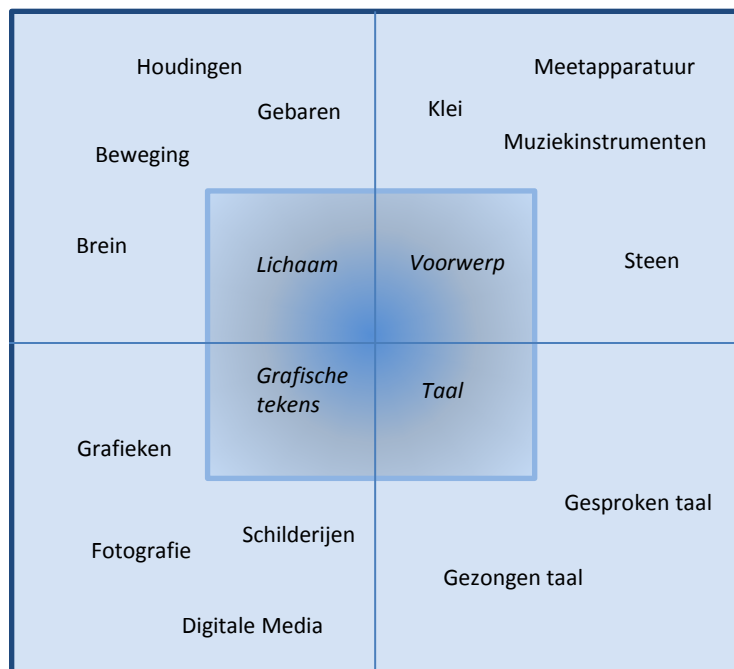 Houdingen
Gebaren
Beweging
Brein
Meetapparatuur
Klei
Muziekinstrumenten
Steen
Lichaam
Voorwerp
Grafische
tekens
Taal
Grafieken
Schilderijen
Fotografie
Digitale Media
Gesproken taal
Gezongen taal